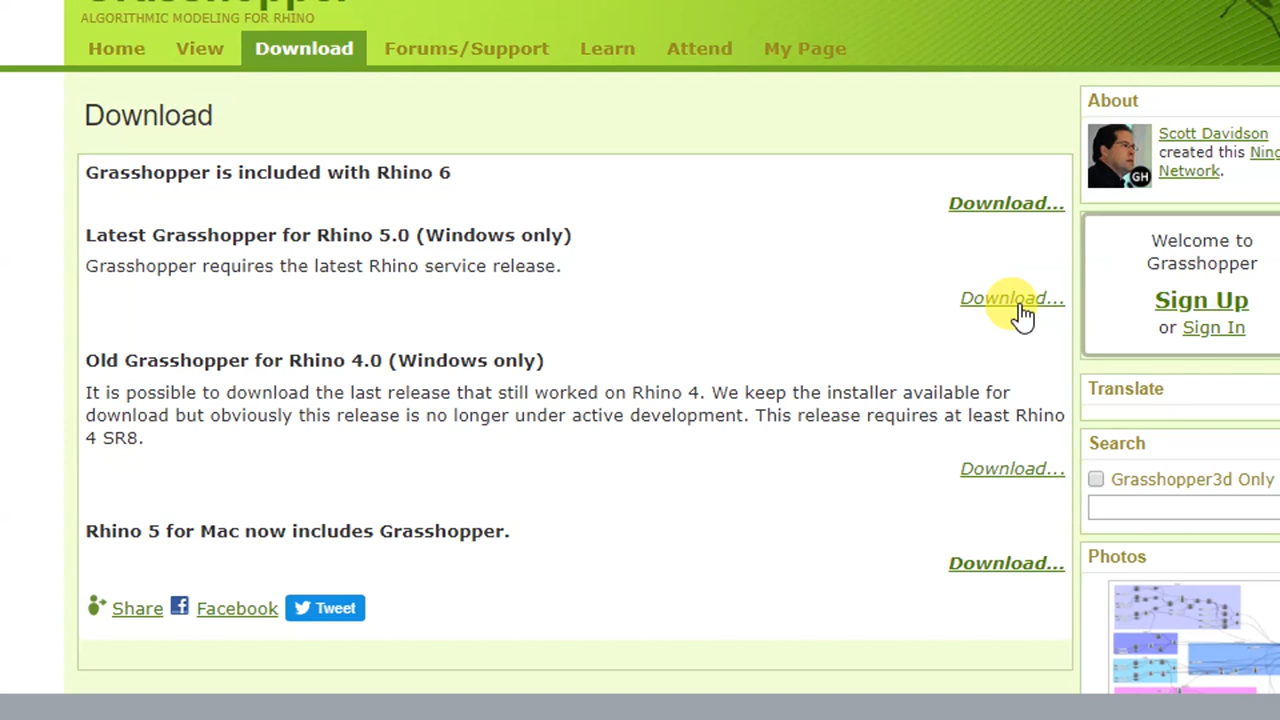 ALGORITHMIC MODELING FOR RHINO
Home View Download Forums/Support Learn Attend My Page
Download
Grasshopper is included with Rhino 6
Download...
Latest Grasshopper for Rhino 5.0 (Windows only)
Grasshopper requires the latest Rhino service release.
Download...
Old Grasshopper for Rhino 4.0 (Windows only)
It is possible to download the last release that still worked on Rhino 4. We keep the installer available for
download but obviously this release is no longer under active development. This release requires at least Rhino
4 SR8.
Download...
Rhino 5 for Mac now includes Grasshopper.
Download...
Share Facebook Tweet
About
Scott Davidson
created this Ning
Network.
GH
Welcome to
Grasshopper
Sign Up
or Sign In
Translate
Search
Grasshopper3d Only
Photos